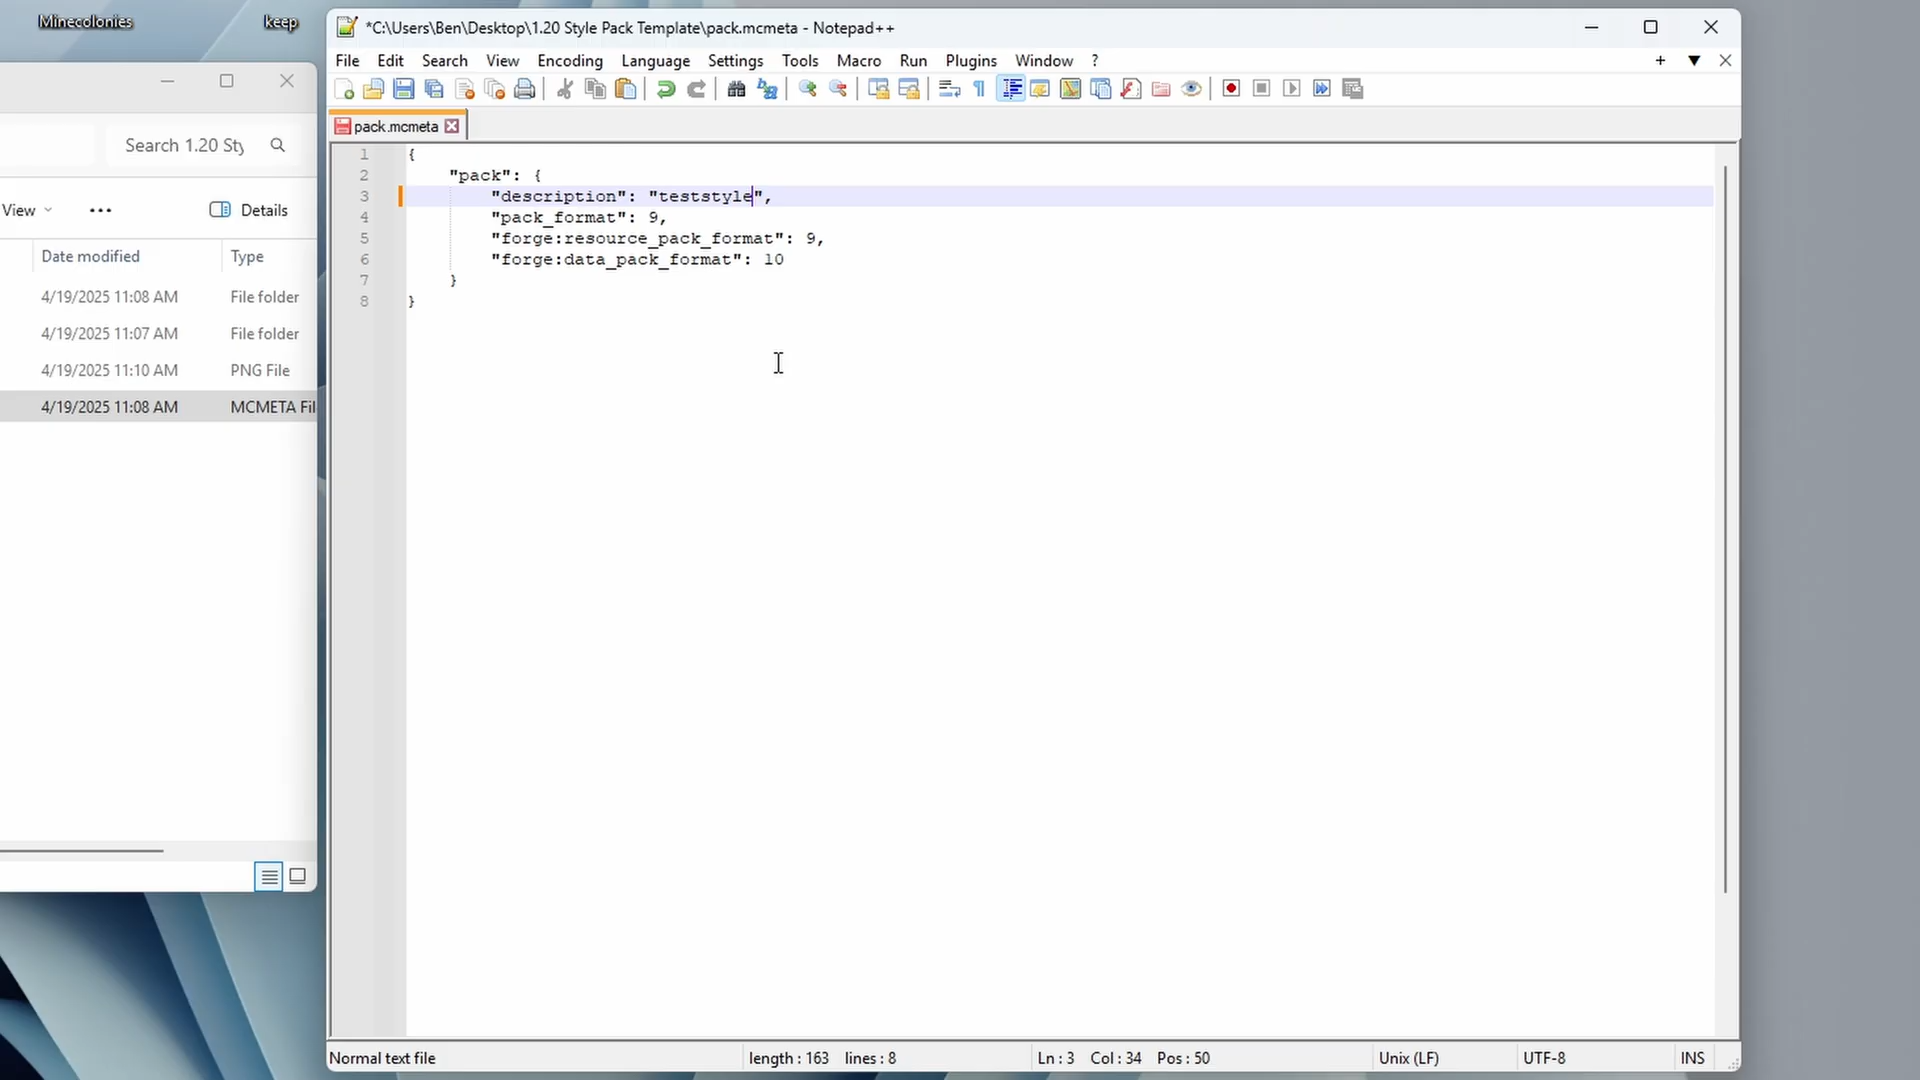 Minecolonies
keep
*C:\Users\Ben\Desktop\1.20 Style Pack Template\pack.mcmeta - Notepad++
File Edit Search View Encoding Language Settings Tools Macro Run Plugins Window ?
pack.mcmeta
Search 1.20 Sty
View
Details
Date modified Type
4/19/2025 11:08 AM File folder
4/19/2025 11:07 AM File folder
4/19/2025 11:10 AM PNG File
4/19/2025 11:08 AM MCMETA Fil
1 {
2 "pack": {
3 "description": "teststyle",
4 "pack_format": 9,
5 "forge:resource_pack_format": 9,
6 "forge:data_pack_format": 10
7 }
8 }
Normal text file length : 163 lines : 8 Ln : 3 Col : 34 Pos : 50 Unix (LF) UTF-8 INS